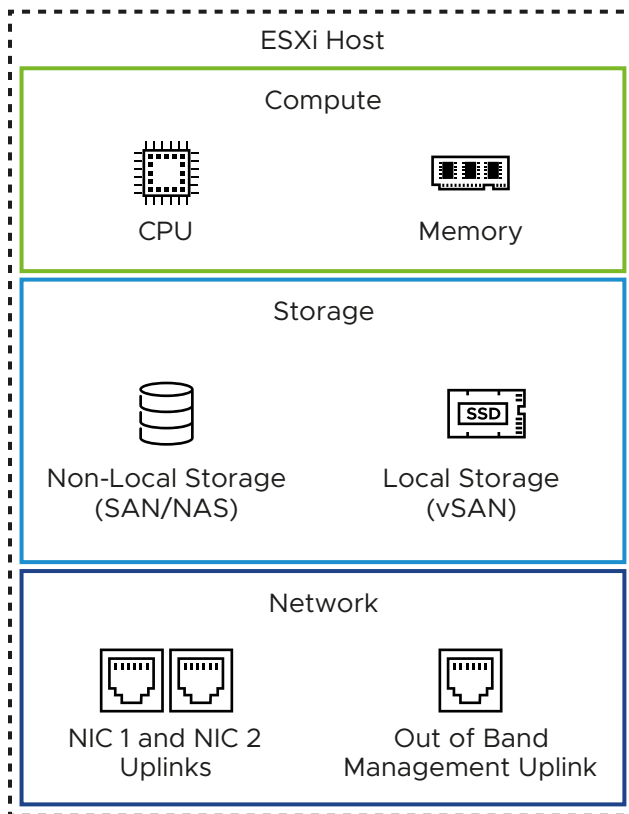 ESXi Host
Compute
CPU
Memory
Storage
SSD
Non-Local Storage
(SAN/NAS)
Local Storage
(vSAN)
Network
NIC 1 and NIC 2
Uplinks
Out of Band
Management Uplink